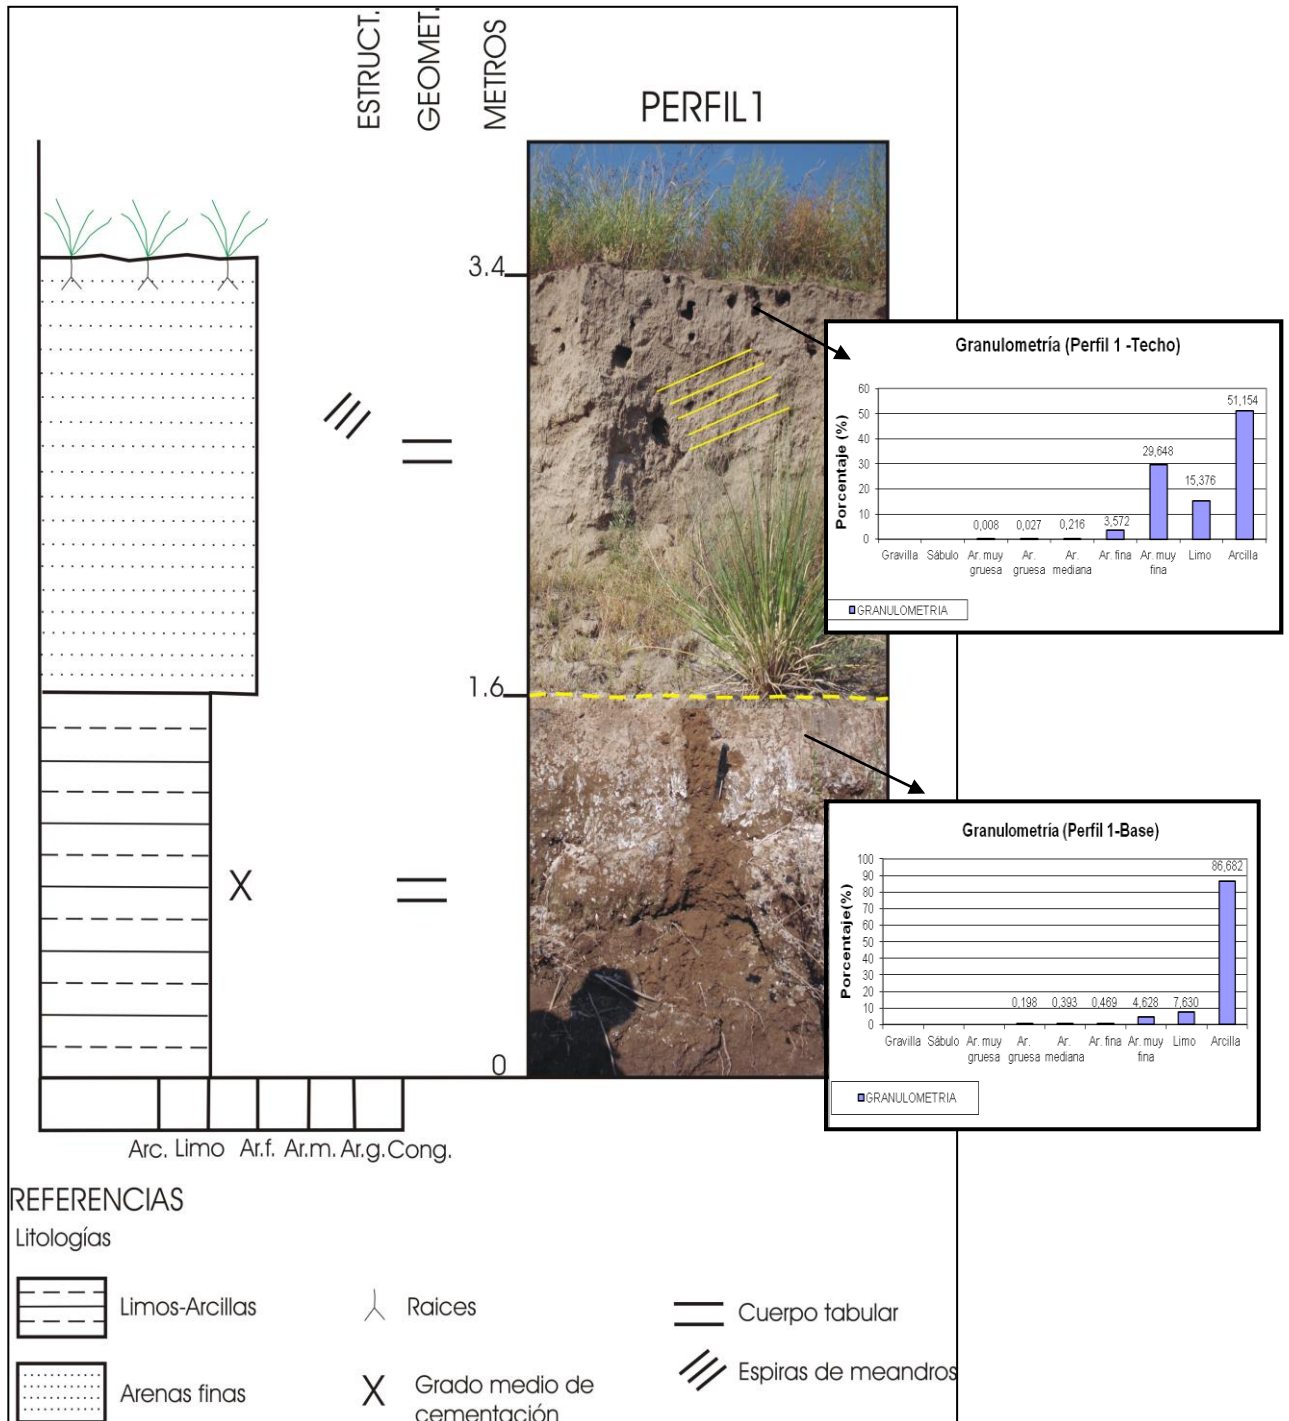 ESTRUCT.
GEOMET.
METROS
PERFIL 1
3.4
1.6
0
Granulometría (Perfil 1 -Techo)
Porcentaje (%)
60
50
40
30
20
10
0
0,008
0,027
0,216
3,572
29,648
15,376
51,154
Gravilla Sábulo Ar. muy gruesa Ar. gruesa Ar. mediana Ar. fina Ar. muy fina Limo Arcilla
GRANULOMETRIA
Granulometría (Perfil 1-Base)
Porcentaje(%)
100
90
80
70
60
50
40
30
20
10
0
0,198
0,393
0,469
4,628
7,630
86,682
Gravilla Sábulo Ar. muy gruesa Ar. gruesa Ar. mediana Ar. fina Ar. muy fina Limo Arcilla
GRANULOMETRIA
X
Arc. Limo Ar.f. Ar.m. Ar.g. Cong.
REFERENCIAS
Litologías
Limos-Arcillas
Raices
Cuerpo tabular
Arenas finas
X Grado medio de
cementación
Espiras de meandros